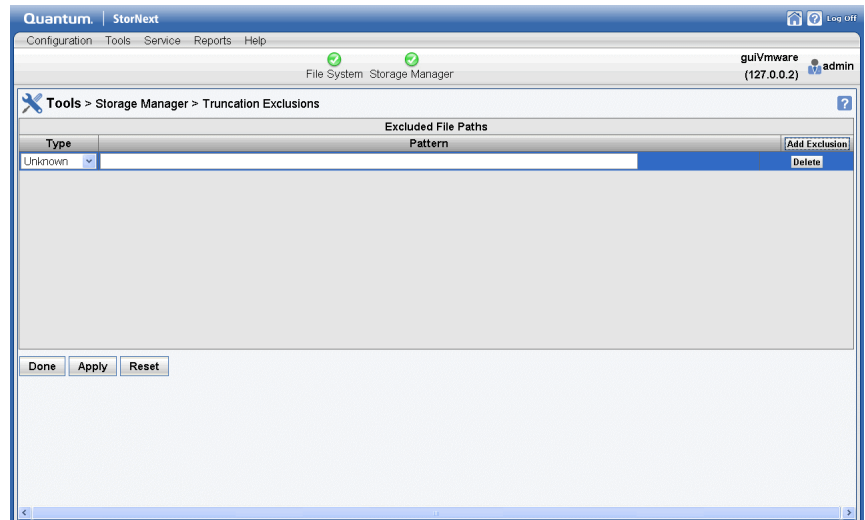 Quantum. StorNext Log Off
Configuration Tools Service Reports Help
File System Storage Manager
guiVmware
(127.0.0.2)
admin
Tools > Storage Manager > Truncation Exclusions
Excluded File Paths
Type Pattern Add Exclusion
Unknown Delete
Done Apply Reset